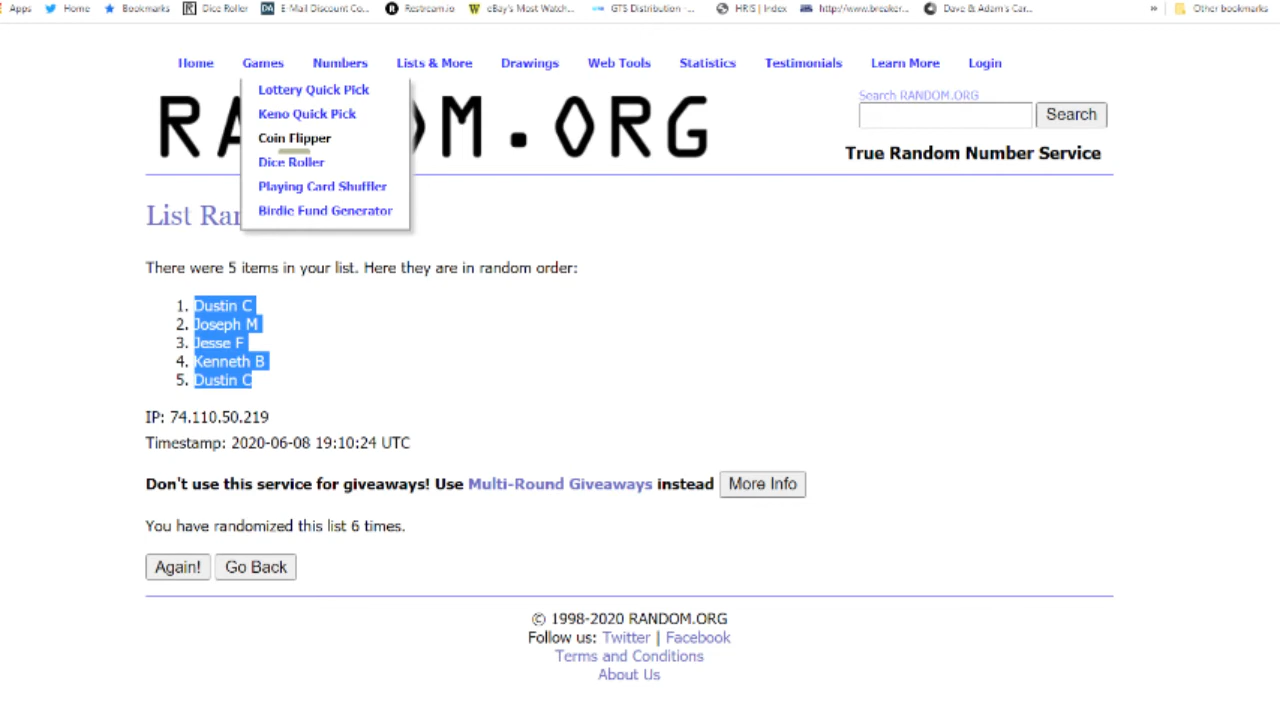 Apps Home Bookmarks Dice Roller E-Mail Discount Co... Restream.io eBay's Most Watch... GTS Distribution -... HRIS | Index http://www.breaker... Dave & Adam's Car... » Other bookmarks
Home Games Numbers Lists & More Drawings Web Tools Statistics Testimonials Learn More Login
Lottery Quick Pick
Keno Quick Pick
Coin Flipper
Dice Roller
Playing Card Shuffler
Birdie Fund Generator
RA OM.ORG
Search RANDOM.ORG
Search
True Random Number Service
List Ra
There were 5 items in your list. Here they are in random order:
1. Dustin C
2. Joseph M
3. Jesse F
4. Kenneth B
5. Dustin C
IP: 74.110.50.219
Timestamp: 2020-06-08 19:10:24 UTC
Don't use this service for giveaways! Use Multi-Round Giveaways instead More Info
You have randomized this list 6 times.
Again! Go Back
© 1998-2020 RANDOM.ORG
Follow us: Twitter | Facebook
Terms and Conditions
About Us